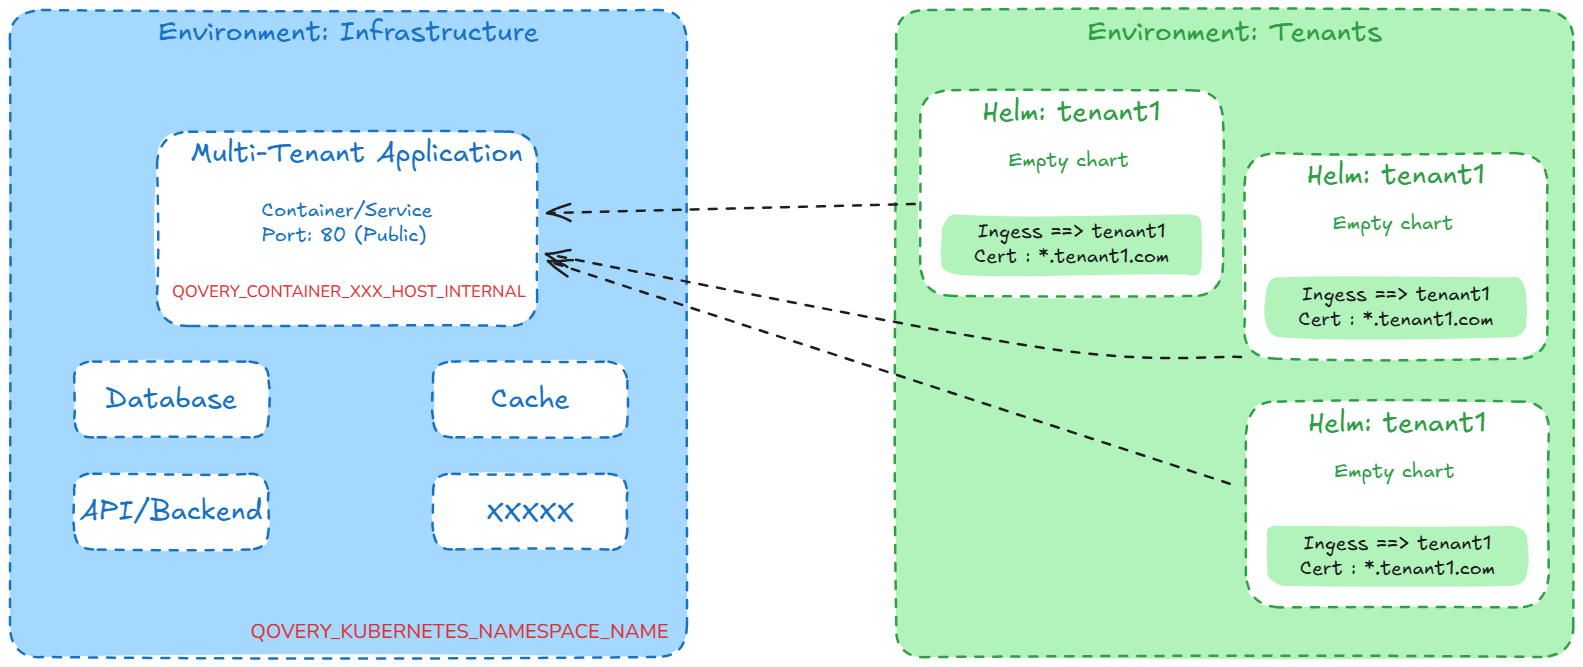 Environment: Infrastructure
Multi-Tenant Application
Container/Service
Port: 80 (Public)
QOVERY_CONTAINER_XXX_HOST_INTERNAL
Database
Cache
API/Backend
XXXXX
QOVERY_KUBERNETES_NAMESPACE_NAME
Environment: Tenants
Helm: tenant1
Empty chart
Ingess ==> tenant1
Cert : *.tenant1.com
Helm: tenant1
Empty chart
Ingess ==> tenant1
Cert : *.tenant1.com
Helm: tenant1
Empty chart
Ingess ==> tenant1
Cert : *.tenant1.com